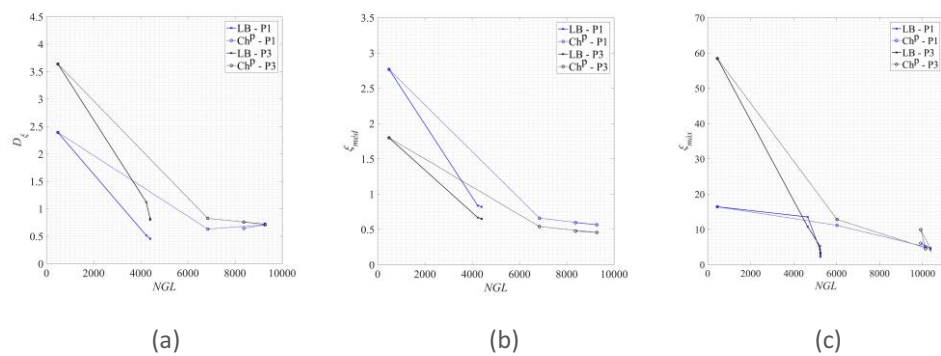 4.5
4
3.5
3
2.5
2
1.5
1
0.5
0
0 2000 4000 6000 8000 10000
NGL
D_ξ
LB - P1
Ch^p - P1
LB - P3
Ch^p - P3
(a)
3.5
3
2.5
2
1.5
1
0.5
0
0 2000 4000 6000 8000 10000
NGL
ξ_méd
LB - P1
Ch^p - P1
LB - P3
Ch^p - P3
(b)
70
60
50
40
30
20
10
0
0 2000 4000 6000 8000 10000
NGL
ξ_máx
LB - P1
Ch^p - P1
LB - P3
Ch^p - P3
(c)